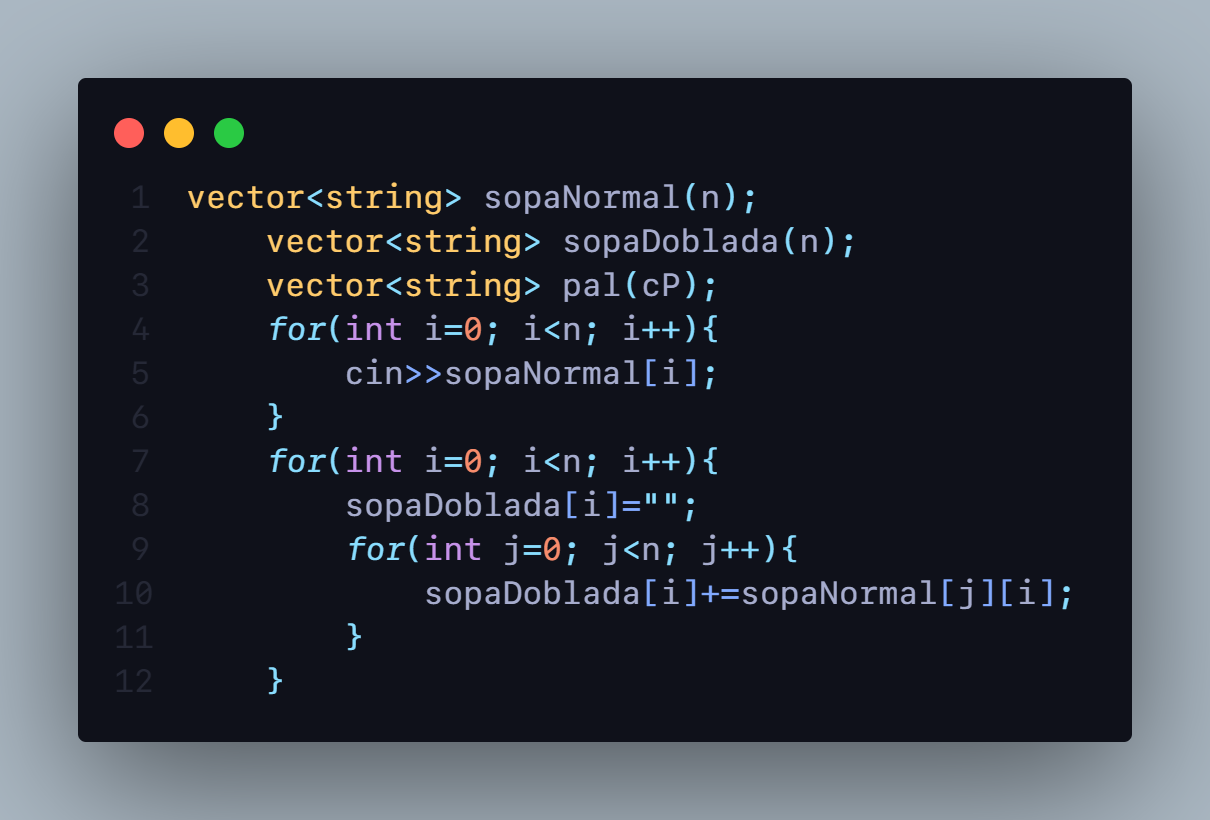 1 vector<string> sopaNormal(n);
2     vector<string> sopaDoblada(n);
3     vector<string> pal(cP);
4     for(int i=0; i<n; i++){
5         cin>>sopaNormal[i];
6     }
7     for(int i=0; i<n; i++){
8         sopaDoblada[i]="";
9         for(int j=0; j<n; j++){
10             sopaDoblada[i]+=sopaNormal[j][i];
11         }
12     }